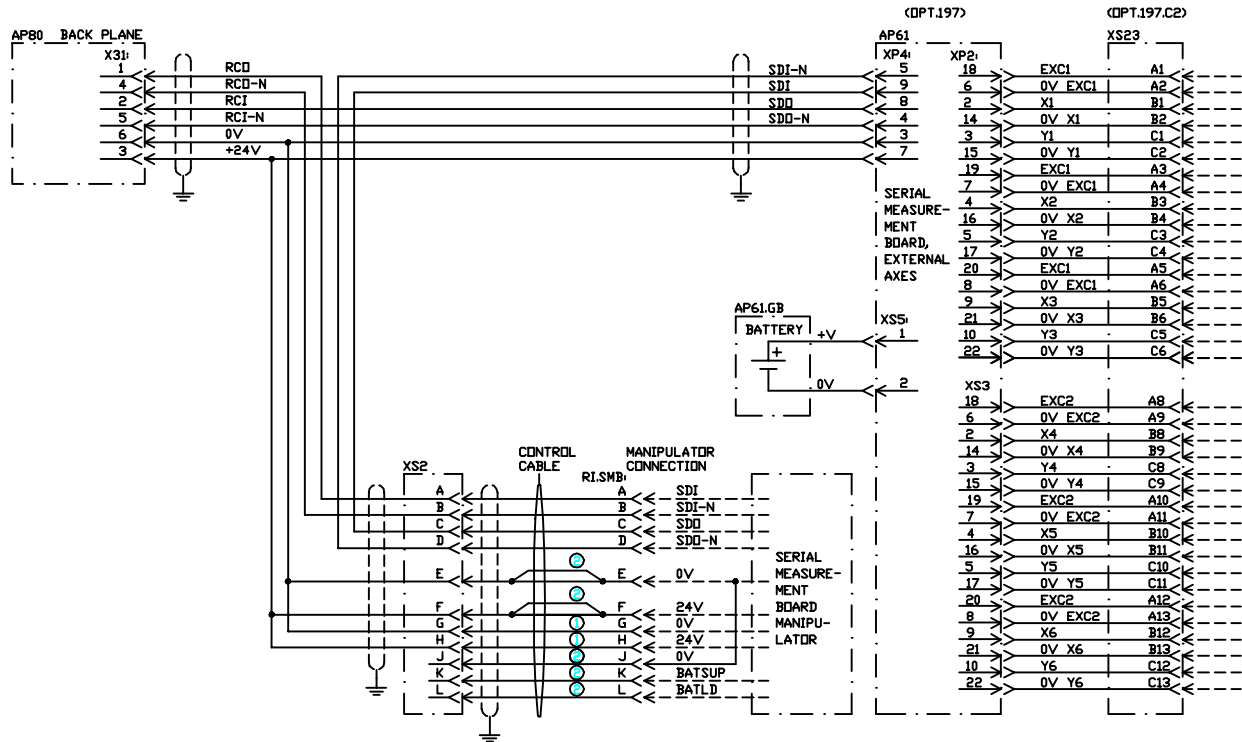 (OPT.197) (OPT.197.C2)
AP80 BACK PLANE
X31:
1 RCO
4 RCO-N
2 RCI
5 RCI-N
6 0V
3 +24V
AP61
XP4:
SDI-N 5
SDI 9
SDO 8
SDO-N 4
3
7
SERIAL
MEASURE-
MENT
BOARD,
EXTERNAL
AXES
XP2: XS23
18 EXC1 A1
6 0V EXC1 A2
2 X1 B1
14 0V X1 B2
3 Y1 C1
15 0V Y1 C2
19 EXC1 A3
7 0V EXC1 A4
4 X2 B3
16 0V X2 B4
5 Y2 C3
17 0V Y2 C4
20 EXC1 A5
8 0V EXC1 A6
9 X3 B5
21 0V X3 B6
10 Y3 C5
22 0V Y3 C6
AP61.GB
BATTERY
+
XS5:
+V 1
0V 2
XS3
18 EXC2 A8
6 0V EXC2 A9
2 X4 B8
14 0V X4 B9
3 Y4 C8
15 0V Y4 C9
19 EXC2 A10
7 0V EXC2 A11
4 X5 B10
16 0V X5 B11
5 Y5 C10
17 0V Y5 C11
20 EXC2 A12
8 0V EXC2 A13
9 X6 B12
21 0V X6 B13
10 Y6 C12
22 0V Y6 C13
XS2
CONTROL
CABLE
MANIPULATOR
CONNECTION
R1.SMB:
A A SDI
B B SDI-N
C C SDO
D D SDO-N
2
E E 0V
2
F F 24V
G 1 G 0V
H 1 H 24V
J 2 J 0V
K 2 K BATSUP
L 2 L BATLD
SERIAL
MEASURE-
MENT
BOARD
MANIPU-
LATOR